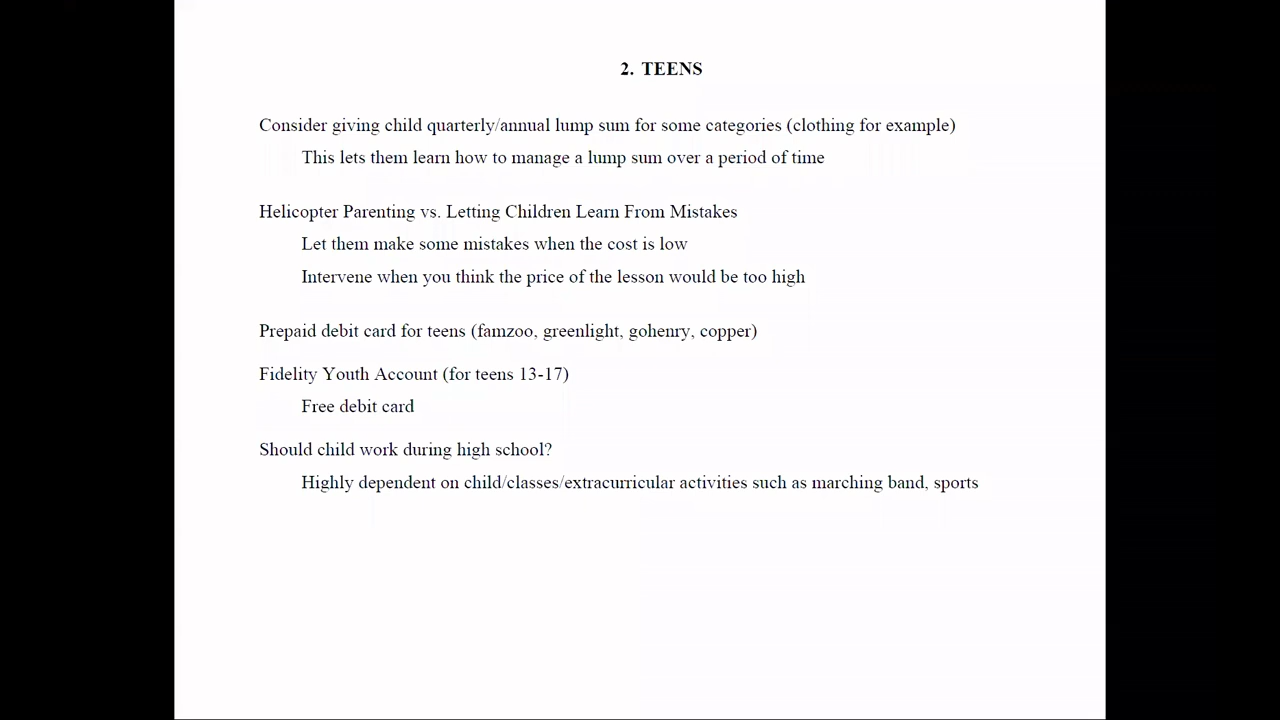 2. TEENS
Consider giving child quarterly/annual lump sum for some categories (clothing for example)
This lets them learn how to manage a lump sum over a period of time
Helicopter Parenting vs. Letting Children Learn From Mistakes
Let them make some mistakes when the cost is low
Intervene when you think the price of the lesson would be too high
Prepaid debit card for teens (famzoo, greenlight, gohenry, copper)
Fidelity Youth Account (for teens 13-17)
Free debit card
Should child work during high school?
Highly dependent on child/classes/extracurricular activities such as marching band, sports